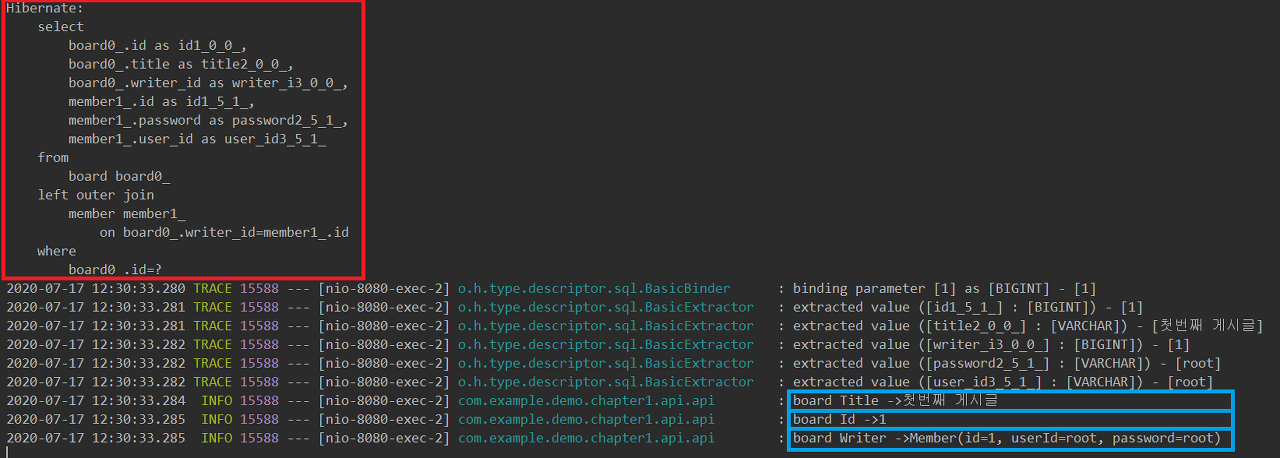 Hibernate:
select
board0_.id as id1_0_0_,
board0_.title as title2_0_0_,
board0_.writer_id as writer_i3_0_0_,
member1_.id as id1_5_1_,
member1_.password as password2_5_1_,
member1_.user_id as user_id3_5_1_
from
board board0_
left outer join
member member1_
on board0_.writer_id=member1_.id
where
board0_.id=?
2020-07-17 12:30:33.280 TRACE 15588 --- [nio-8080-exec-2] o.h.type.descriptor.sql.BasicBinder : binding parameter [1] as [BIGINT] - [1]
2020-07-17 12:30:33.281 TRACE 15588 --- [nio-8080-exec-2] o.h.type.descriptor.sql.BasicExtractor : extracted value ([id1_5_1_] : [BIGINT]) - [1]
2020-07-17 12:30:33.281 TRACE 15588 --- [nio-8080-exec-2] o.h.type.descriptor.sql.BasicExtractor : extracted value ([title2_0_0_] : [VARCHAR]) - [첫번째 게시글]
2020-07-17 12:30:33.282 TRACE 15588 --- [nio-8080-exec-2] o.h.type.descriptor.sql.BasicExtractor : extracted value ([writer_i3_0_0_] : [BIGINT]) - [1]
2020-07-17 12:30:33.282 TRACE 15588 --- [nio-8080-exec-2] o.h.type.descriptor.sql.BasicExtractor : extracted value ([password2_5_1_] : [VARCHAR]) - [root]
2020-07-17 12:30:33.282 TRACE 15588 --- [nio-8080-exec-2] o.h.type.descriptor.sql.BasicExtractor : extracted value ([user_id3_5_1_] : [VARCHAR]) - [root]
2020-07-17 12:30:33.284 INFO 15588 --- [nio-8080-exec-2] com.example.demo.chapter1.api.api : board Title ->첫번째 게시글
2020-07-17 12:30:33.285 INFO 15588 --- [nio-8080-exec-2] com.example.demo.chapter1.api.api : board Id ->1
2020-07-17 12:30:33.285 INFO 15588 --- [nio-8080-exec-2] com.example.demo.chapter1.api.api : board Writer ->Member(id=1, userId=root, password=root)